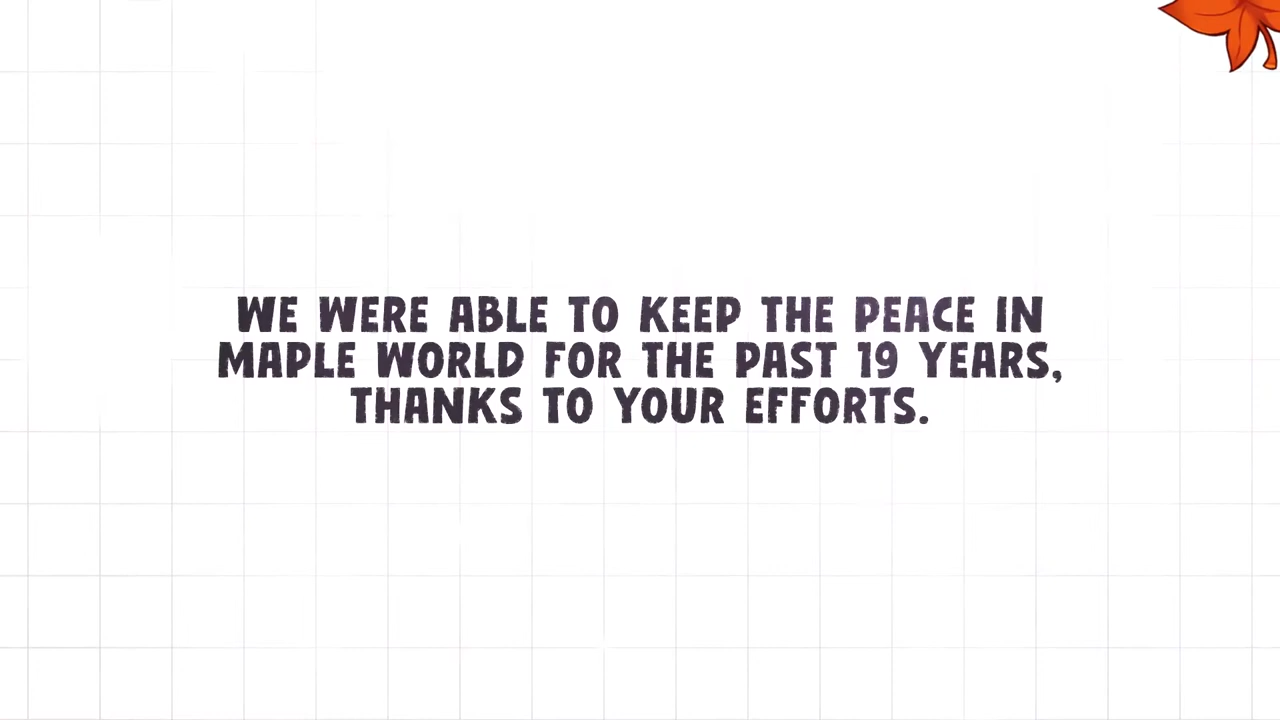 WE WERE ABLE TO KEEP THE PEACE IN
MAPLE WORLD FOR THE PAST 19 YEARS,
THANKS TO YOUR EFFORTS.